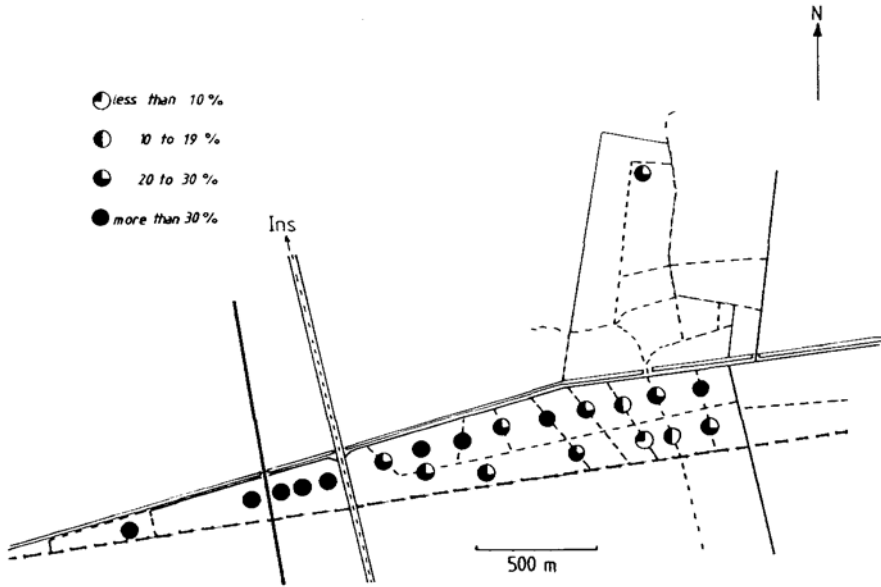 N
less than 10 %
10 to 19 %
20 to 30 %
more than 30 %
Ins
500 m